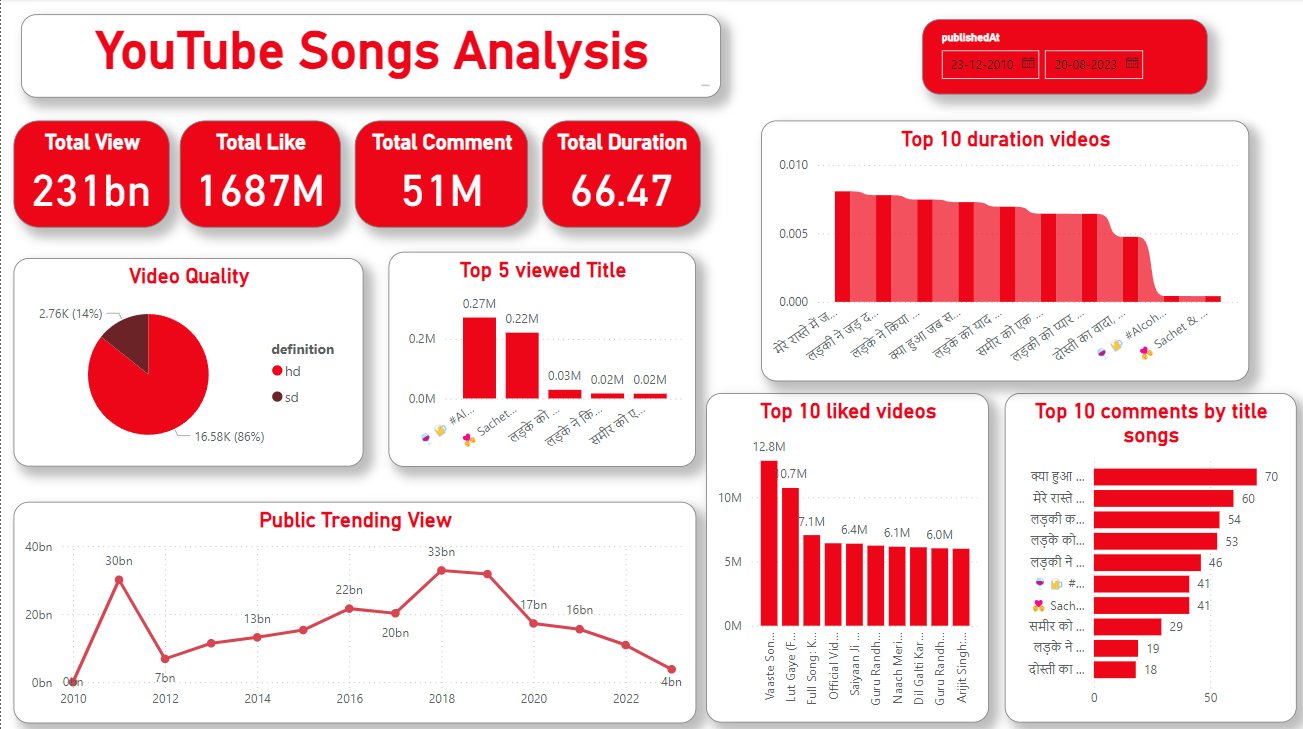 YouTube Songs Analysis
publishedAt
23-12-2010 20-08-2023
Total View
231bn
Total Like
1687M
Total Comment
51M
Total Duration
66.47
Top 10 duration videos
0.010
0.005
0.000
मेरे रास्ते में ज...
लड़की ने जड़ द...
लड़के ने किया ...
क्या हुआ जब स...
लड़के को याद ...
समीर को एक ...
लड़की को प्यार ...
दोस्ती का वादा, ...
🍷 🍻 #Alcoh...
💏 Sachet & ...
Video Quality
2.76K (14%)
16.58K (86%)
definition
hd
sd
Top 5 viewed Title
0.2M
0.0M
0.27M
0.22M
0.03M
0.02M
0.02M
🍷 🍺 #Al...
💏 Sachet...
लड़के को ...
लड़के ने कि...
समीर को ए...
Public Trending View
40bn
20bn
0bn
0bn
30bn
7bn
13bn
22bn
20bn
33bn
17bn
16bn
4bn
2010 2012 2014 2016 2018 2020 2022
Top 10 liked videos
10M
5M
0M
12.8M
10.7M
7.1M
6.4M
6.1M
6.0M
Vaaste Son...
Lut Gaye (F...
Full Song: K...
Official Vid...
Saiyaan Ji ...
Guru Randh...
Naach Meri...
Dil Galti Kar...
Guru Randh...
Arijit Singh:...
Top 10 comments by title
songs
क्या हुआ ... 70
मेरे रास्ते ... 60
लड़की क... 54
लड़के को... 53
लड़की ने ... 46
🍷 🍺 #... 41
💏 Sach... 41
समीर को ... 29
लड़के ने ... 19
दोस्ती का ... 18
0 50